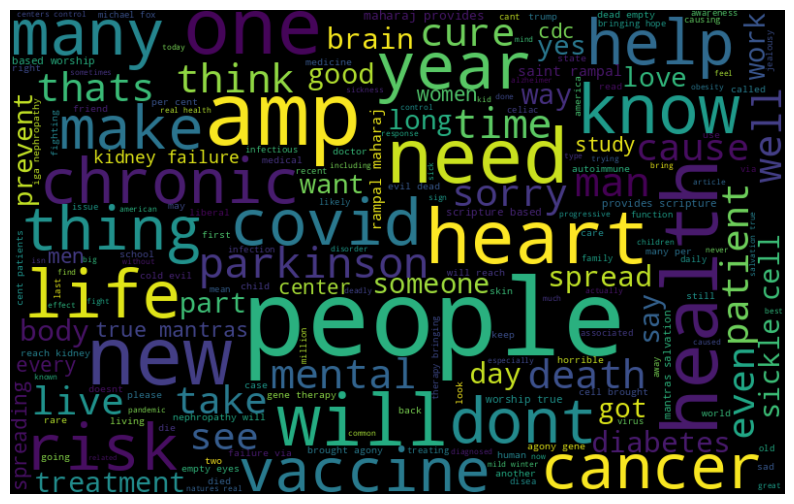 centers control
michael fox
one
many
based worship
today
right
thats
think
good
brain
maharaj provides
cure
cdc
yes
cant
trump
dead empty
awareness
causing
bringing hope
help
work
mind
jealousy
year
saint rampal
state
love
read
women
kid
way
america
obesity
called
know
feel
make
amp
medicine
sickness
per cent
friend
fighting
real health
sometimes
iga nephropathy
prevent
kidney failure
infectious
doctor
medical
control
response
including
long
time
celiac
need
study
cause
well
rampal maharaj
chronic
recent
want
evil dead
sign
sorry
type
trying
autoimmune
via
bring
man
article
thing
issue
american
may
liberal
likely
covid
scripture based
provides scripture
progressive
function
heart
health
patient
men
big
school
without
first
infection
disorder
parkinson
care
children
never
family
many per
daily
salvation true
cent patients
isn
find
last
life
cold evil
mean
child
deadly
center
someone
will reach
skin
spread
actually
still
best
part
people
much
body
true mantras
effect
fight
million
keep
associated
say
mantras salvation
caused
even
sickle cell
reach kidney
every
known
new
doesnt
case
mental
day
especially
look
therapy bringing
horrible
away
death
world
spreading
live
please
pandemic
take
gene therapy
back
cell brought
worship true
got
virus
rare
living
nephropathy will
will
dont
agony gene
diabetes
risk
die
going
related
see
two
failure via
brought agony
common
treating
diagnosed
human
now
mild winter
another
disea
old
sad
great
treatment
died
natures real
empty eyes
vaccine
cancer